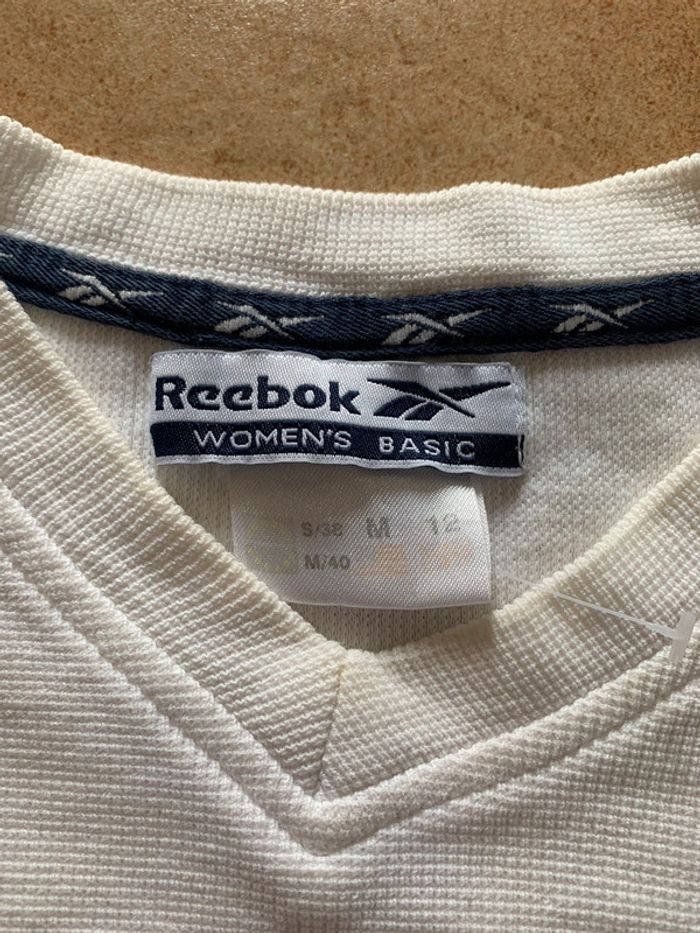 Reebok
WOMEN'S BASIC
S/38 M 12
M/40